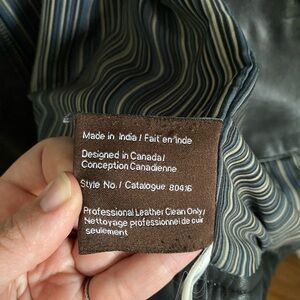 Made in India / Fait en Inde
Designed in Canada/
Conception Canadienne
Style No. / Catalogue 80416
Professional Leather Clean Only /
Nettoyage professionnel de cuir
seulement